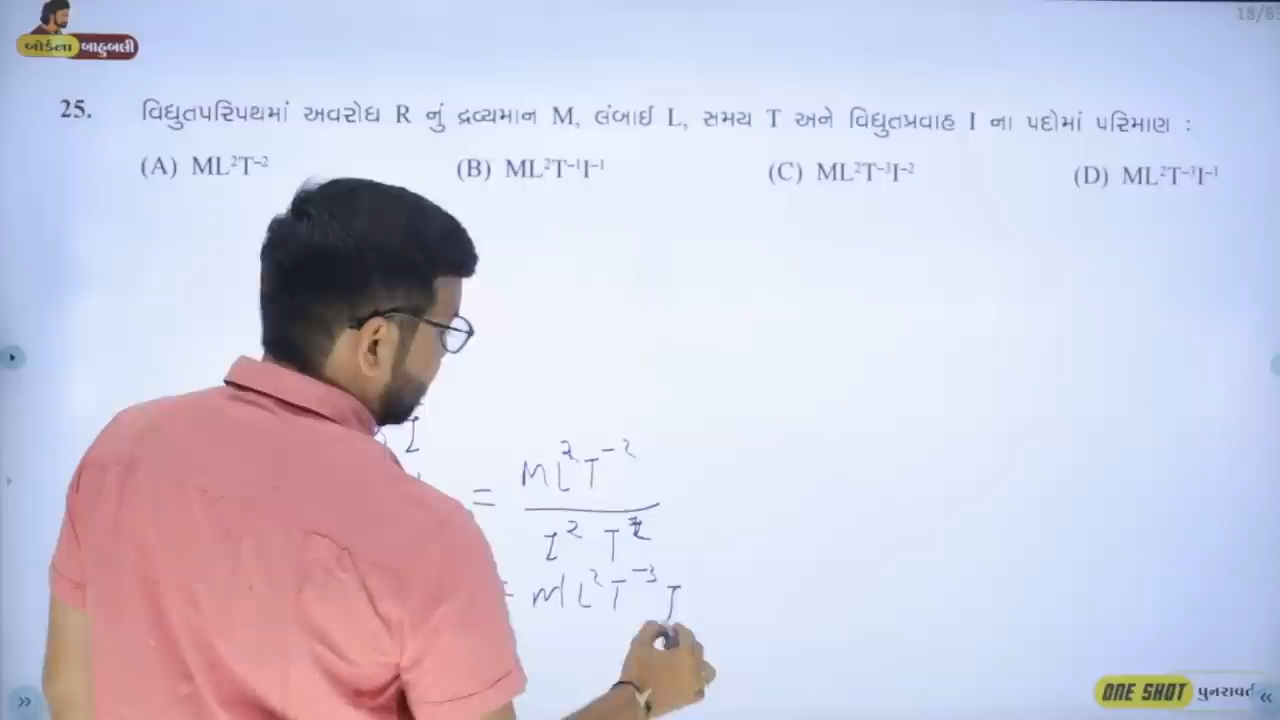 18/6
બોર્ડના બાહુબલી
25. વિદ્યુતપરિપથમાં અવરોધ R નું દ્રવ્યમાન M, લંબાઈ L, સમય T અને વિદ્યુતપ્રવાહ I ના પદોમાં પરિમાણ :
(A) ML²T⁻² (B) ML²T⁻¹I⁻¹ (C) ML²T⁻³I⁻² (D) ML²T⁻³I⁻¹
I
= ML²T⁻²
I² T
= ML²T⁻³ I
ONE SHOT પુનરાવર્ત